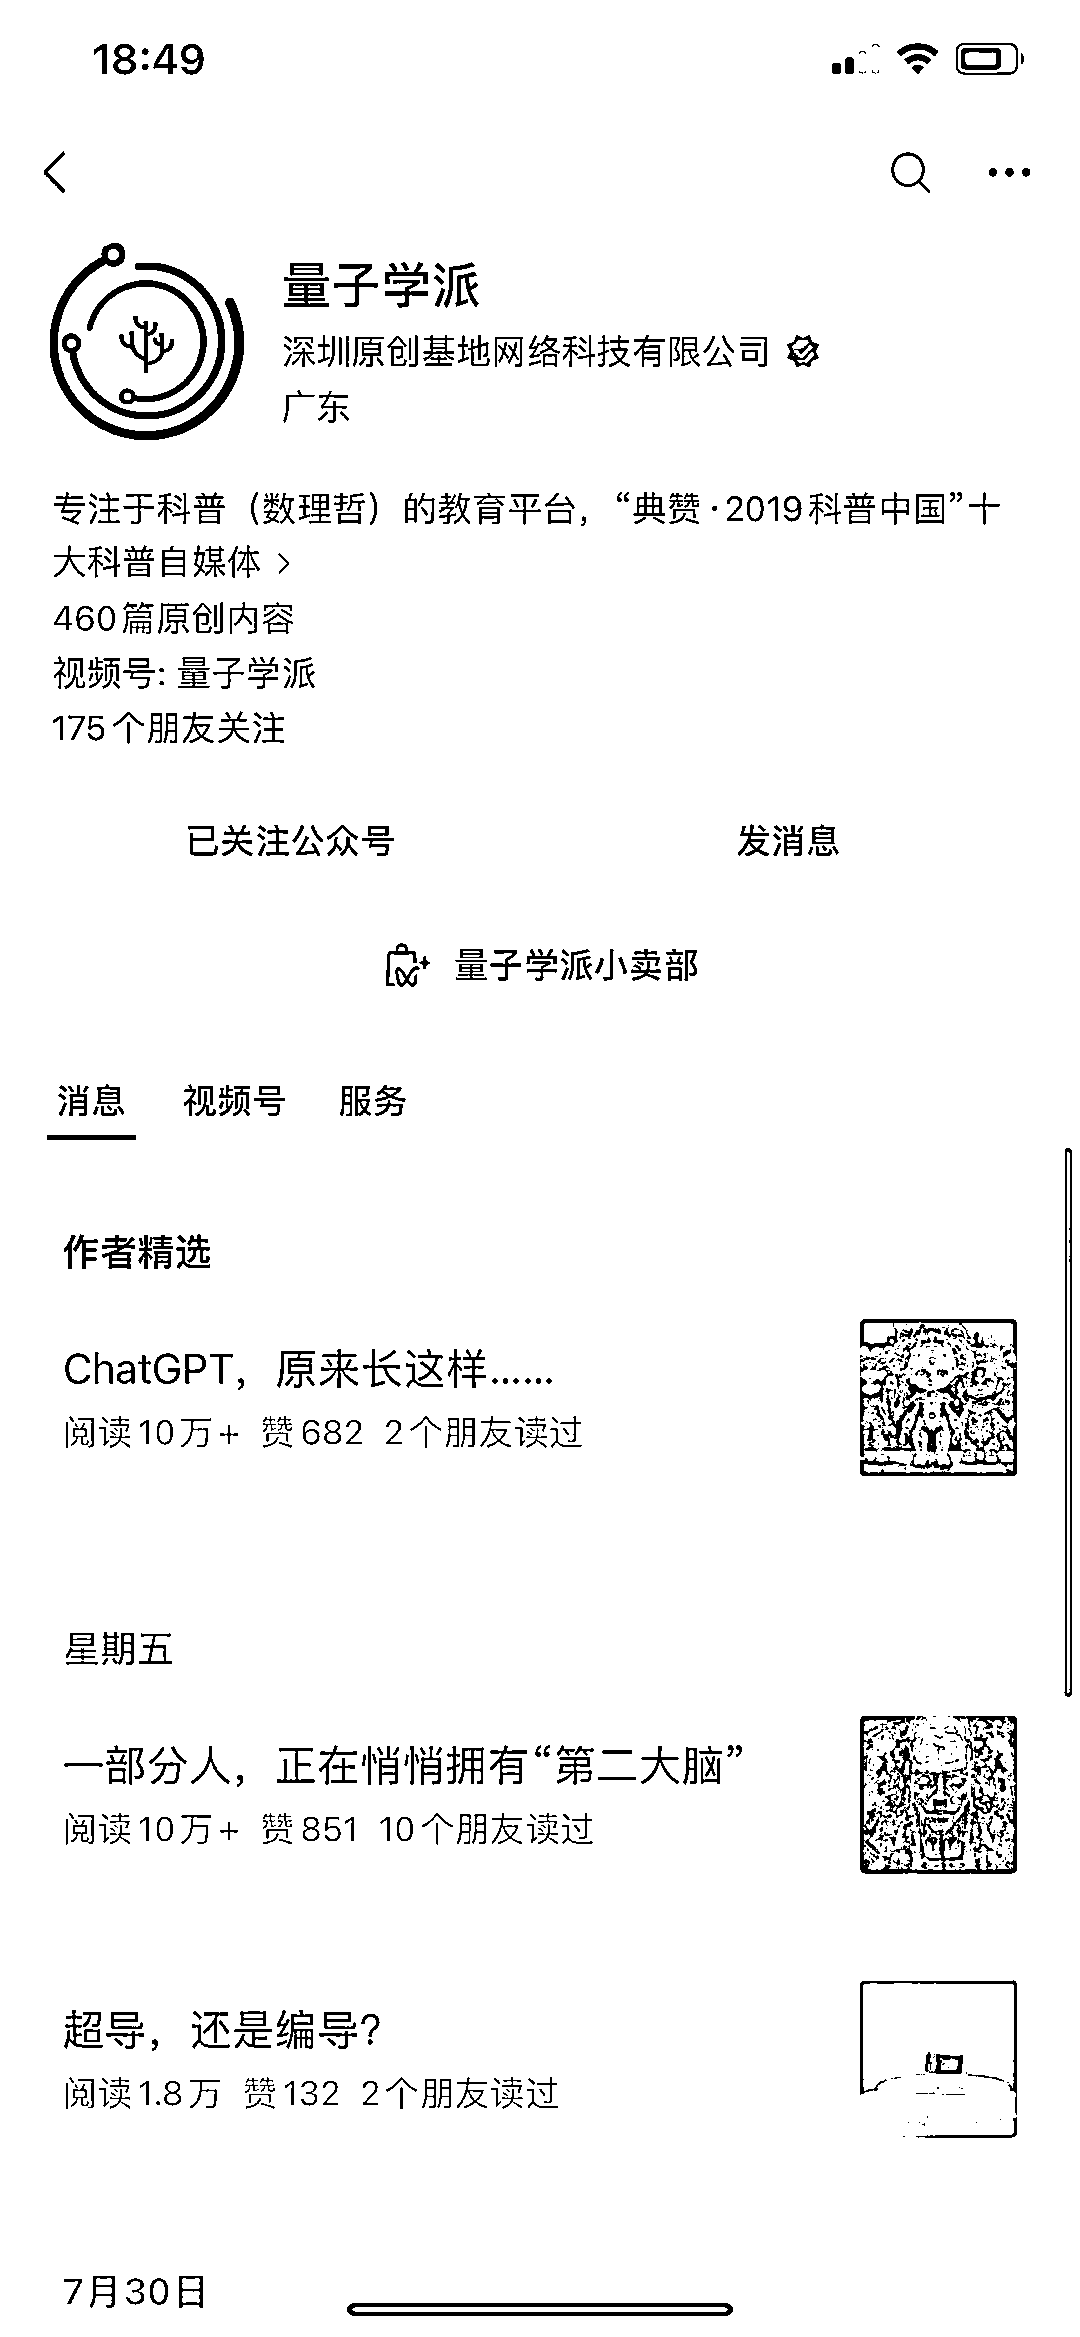 18:49
量子学派
深圳原创基地网络科技有限公司
广东
专注于科普（数理哲）的教育平台，“典赞·2019科普中国”十
大科普自媒体 >
460篇原创内容
视频号: 量子学派
175个朋友关注
已关注公众号 发消息
量子学派小卖部
消息 视频号 服务
作者精选
ChatGPT，原来长这样……
阅读10万+ 赞682 2个朋友读过
星期五
一部分人，正在悄悄拥有“第二大脑”
阅读10万+ 赞851 10个朋友读过
超导，还是编导?
阅读1.8万 赞132 2个朋友读过
7月30日